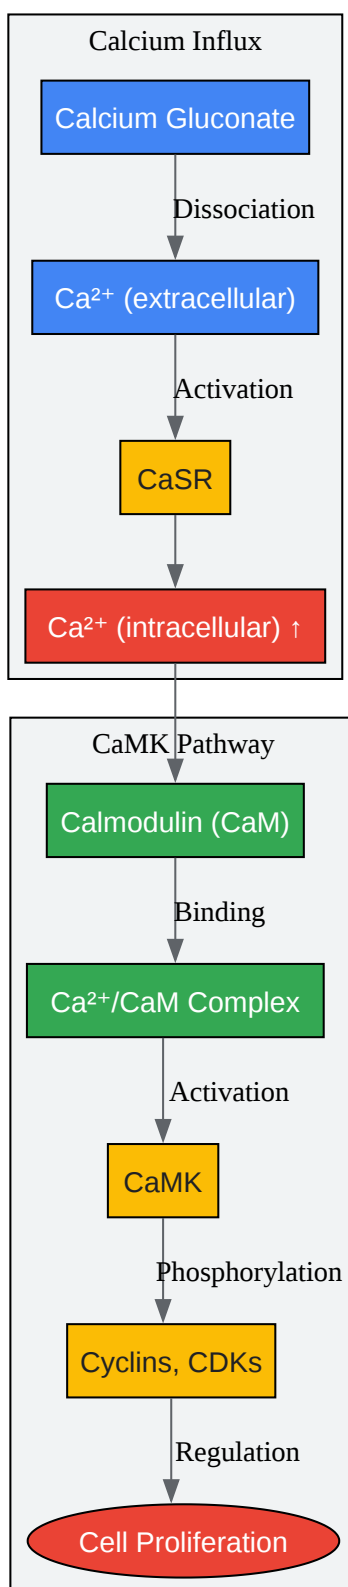 Calcium Influx
Calcium Gluconate
Dissociation
Ca²⁺ (extracellular)
Activation
CaSR
Ca²⁺ (intracellular) ↑
CaMK Pathway
Calmodulin (CaM)
Binding
Ca²⁺/CaM Complex
Activation
CaMK
Phosphorylation
Cyclins, CDKs
Regulation
Cell Proliferation